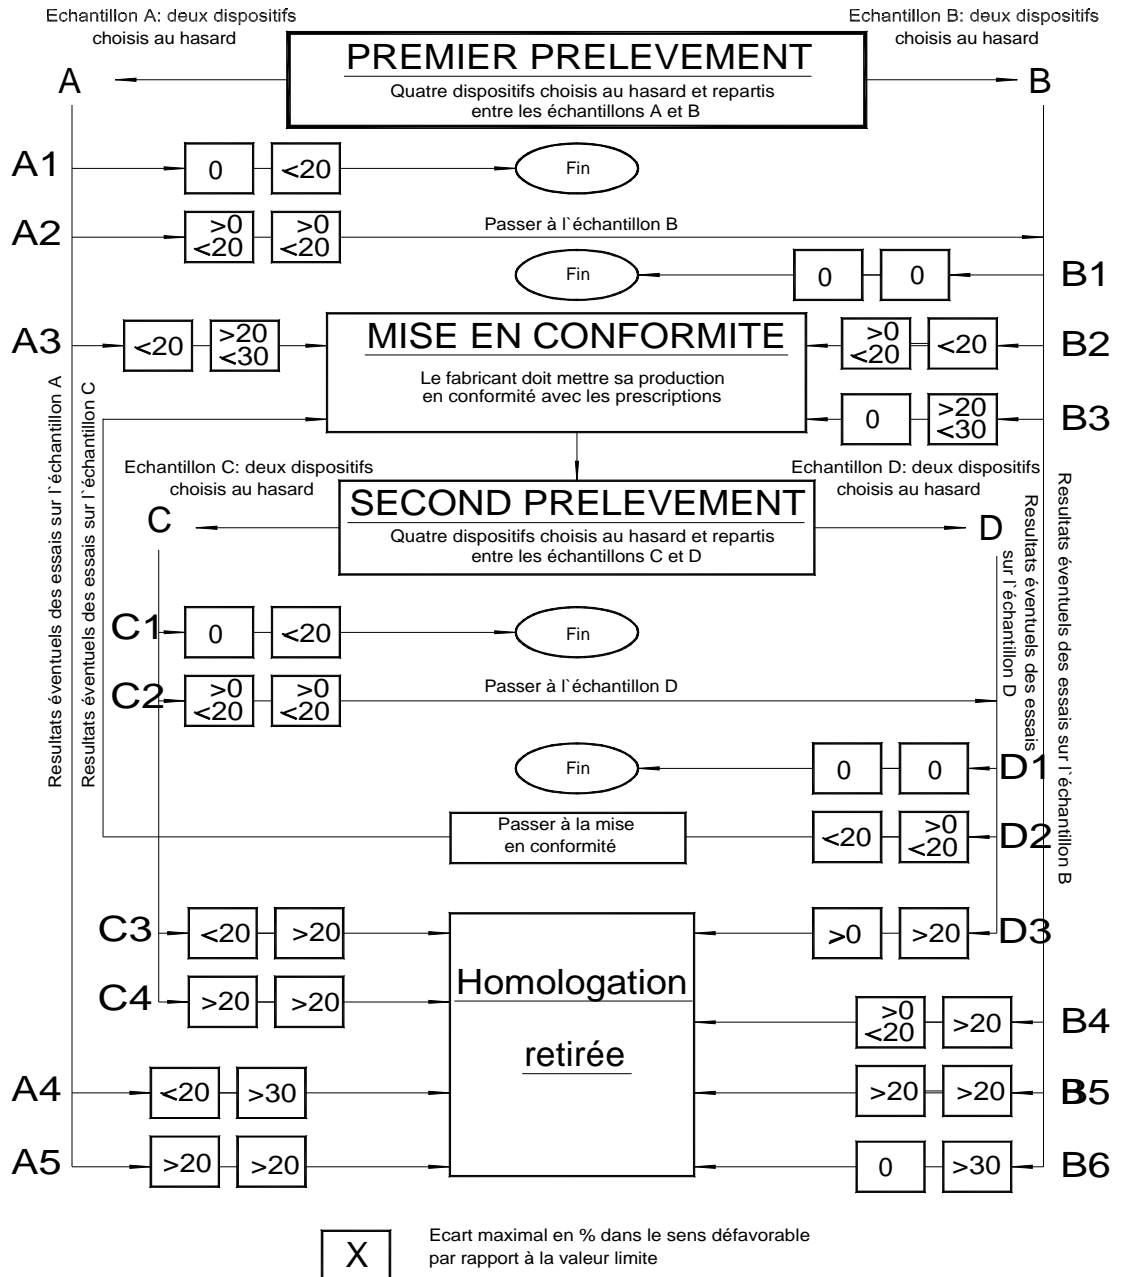 Echantillon A: deux dispositifs
choisis au hasard
Echantillon B: deux dispositifs
choisis au hasard
PREMIER PRELEVEMENT
Quatre dispositifs choisis au hasard et repartis
entre les échantillons A et B
A
B
A1
0
<20
Fin
A2
>0
<20
>0
<20
Passer à l`échantillon B
Fin
0
0
B1
A3
<20
>20
<30
MISE EN CONFORMITE
Le fabricant doit mettre sa production
en conformité avec les prescriptions
>0
<20
<20
B2
0
>20
<30
B3
Resultats éventuels des essais sur l`échantillon A
Resultats éventuels des essais sur l`échantillon C
Echantillon C: deux dispositifs
choisis au hasard
Echantillon D: deux dispositifs
choisis au hasard
SECOND PRELEVEMENT
Quatre dispositifs choisis au hasard et repartis
entre les échantillons C et D
C
D
Resultats éventuels des essais
sur l`échantillon D
Resultats éventuels des essais sur l`échantillon B
C1
0
<20
Fin
C2
>0
<20
>0
<20
Passer à l`échantillon D
Fin
0
0
D1
Passer à la mise
en conformité
<20
>0
<20
D2
C3
<20
>20
Homologation
retirée
>0
>20
D3
C4
>20
>20
>0
<20
>20
B4
A4
<20
>30
>20
>20
B5
A5
>20
>20
0
>30
B6
X
Ecart maximal en % dans le sens défavorable
par rapport à la valeur limite